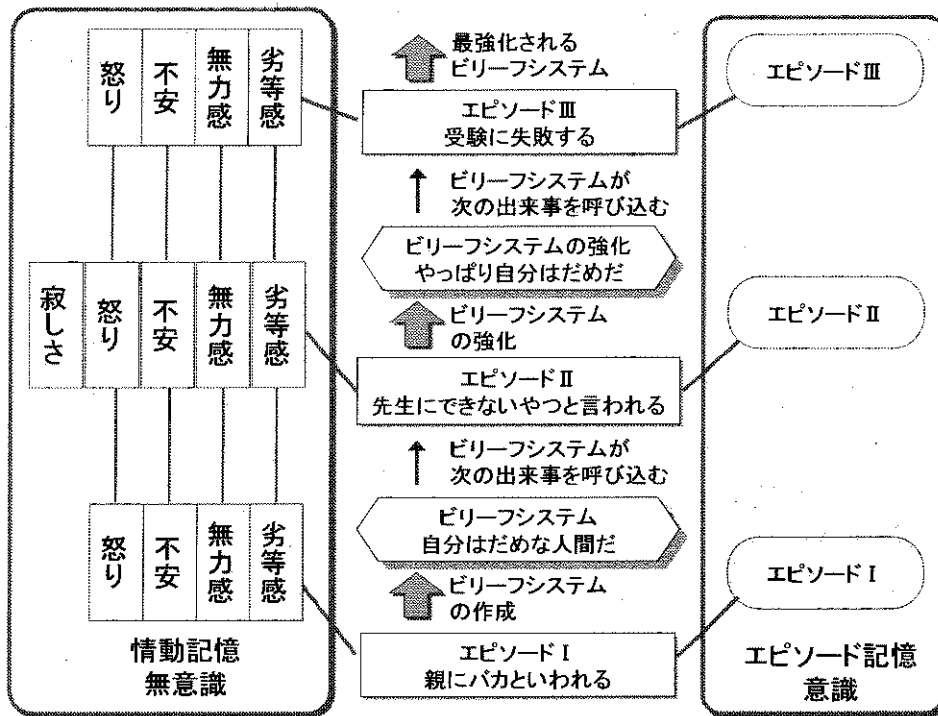 怒り
不安
無力感
劣等感
最強化される
ビリーフシステム
エピソードⅢ
受験に失敗する
エピソードⅢ
ビリーフシステムが
次の出来事を呼び込む
ビリーフシステムの強化
やっぱり自分はだめだ
寂しさ
怒り
不安
無力感
劣等感
ビリーフシステム
の強化
エピソードⅡ
先生にできないやつと言われる
エピソードⅡ
ビリーフシステムが
次の出来事を呼び込む
ビリーフシステム
自分はだめな人間だ
怒り
不安
無力感
劣等感
ビリーフシステム
の作成
エピソードⅠ
親にバカといわれる
エピソードⅠ
情動記憶
無意識
エピソード記憶
意識